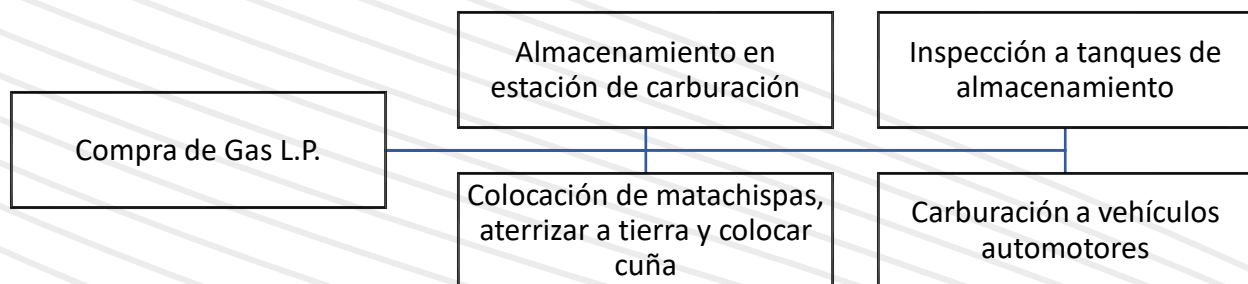 Compra de Gas L.P.
Almacenamiento en
estación de carburación
Colocación de matachispas,
aterrizar a tierra y colocar
cuña
Inspección a tanques de
almacenamiento
Carburación a vehículos
automotores